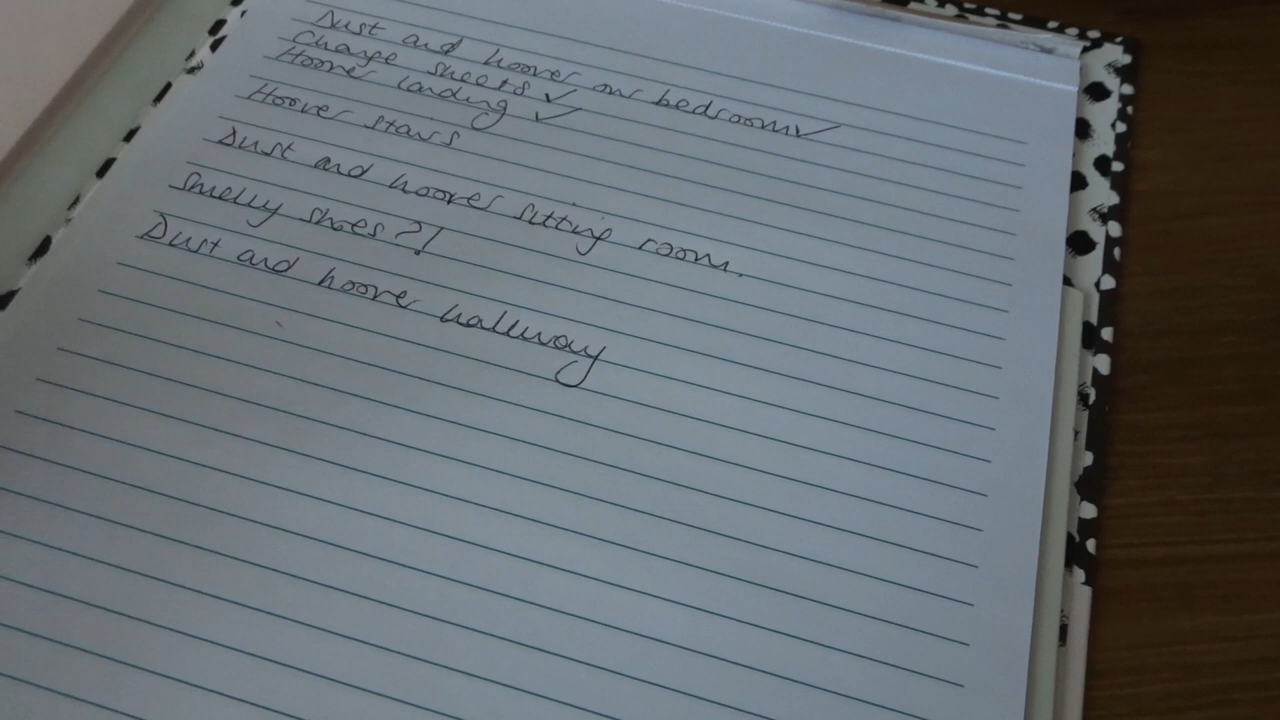 Dust and hoover our bedroom ✓
Change sheets ✓
Hoover landing ✓
Hoover stairs
Dust and hoover sitting room.
Smelly shoes?!
Dust and hoover hallway